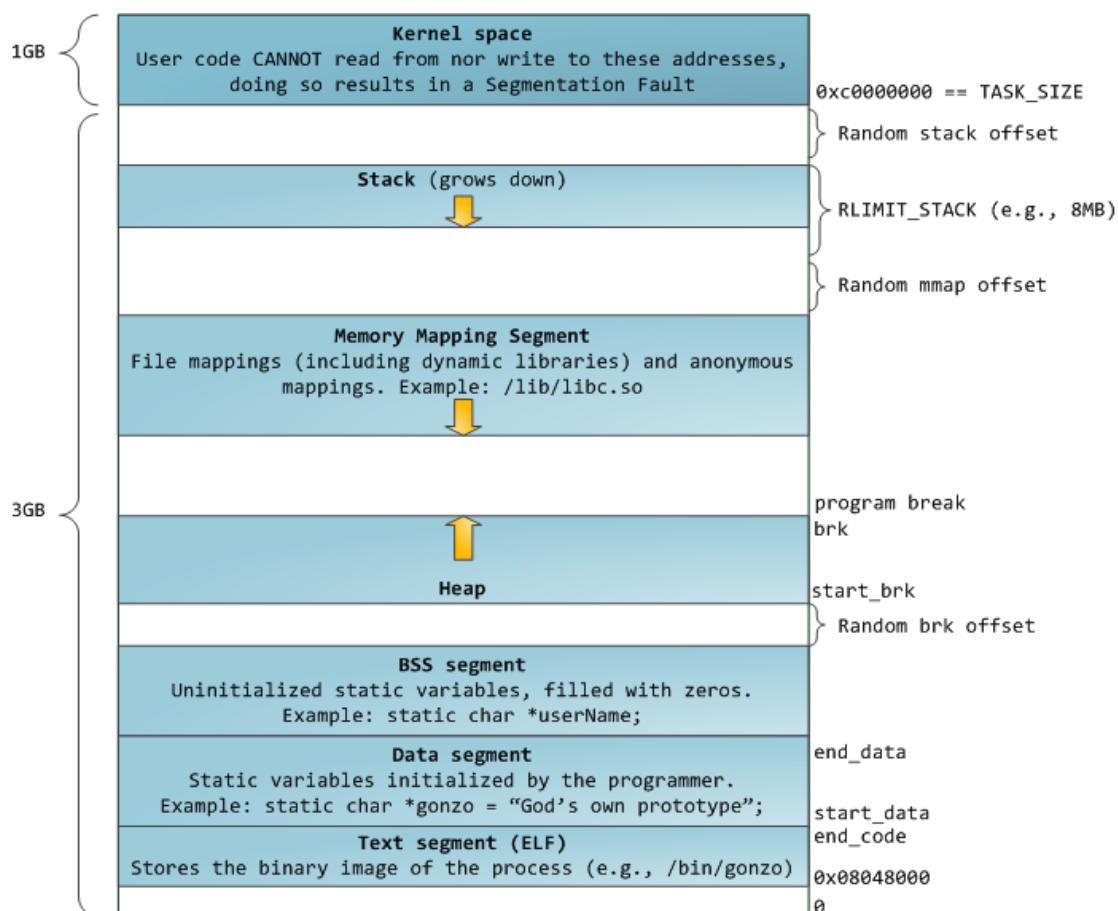 Kernel space
1GB
User code CANNOT read from nor write to these addresses,
doing so results in a Segmentation Fault
0xc0000000 == TASK_SIZE
Random stack offset
Stack (grows down)
RLIMIT_STACK (e.g., 8MB)
Random mmap offset
Memory Mapping Segment
File mappings (including dynamic libraries) and anonymous
mappings. Example: /lib/libc.so
3GB
program break
brk
Heap
start_brk
Random brk offset
BSS segment
Uninitialized static variables, filled with zeros.
Example: static char *userName;
Data segment
end_data
Static variables initialized by the programmer.
Example: static char *gonzo = “God’s own prototype”;
start_data
end_code
Text segment (ELF)
Stores the binary image of the process (e.g., /bin/gonzo)
0x08048000
0